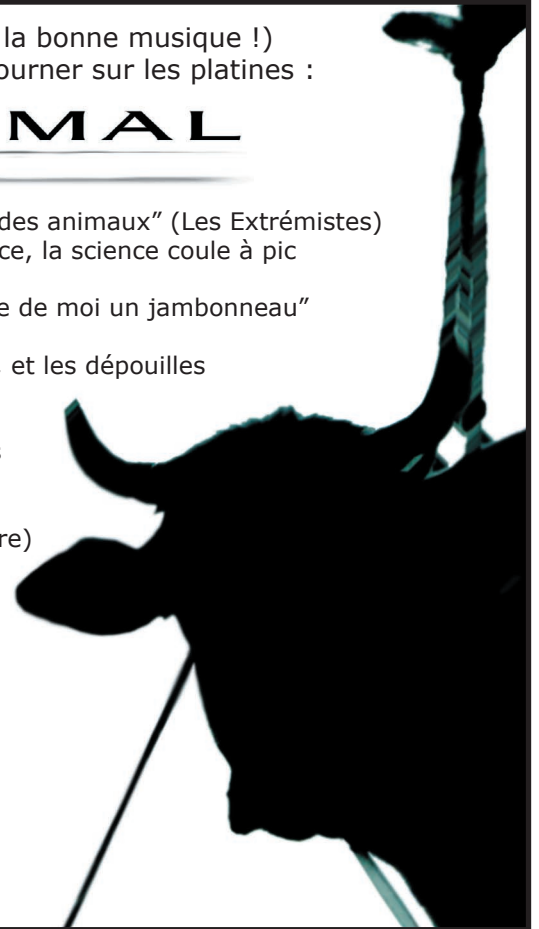 la bonne musique !)
ourner sur les platines :
MAL
des animaux” (Les Extrémistes)
ce, la science coule à pic
e de moi un jambonneau”
et les dépouilles
s
re)